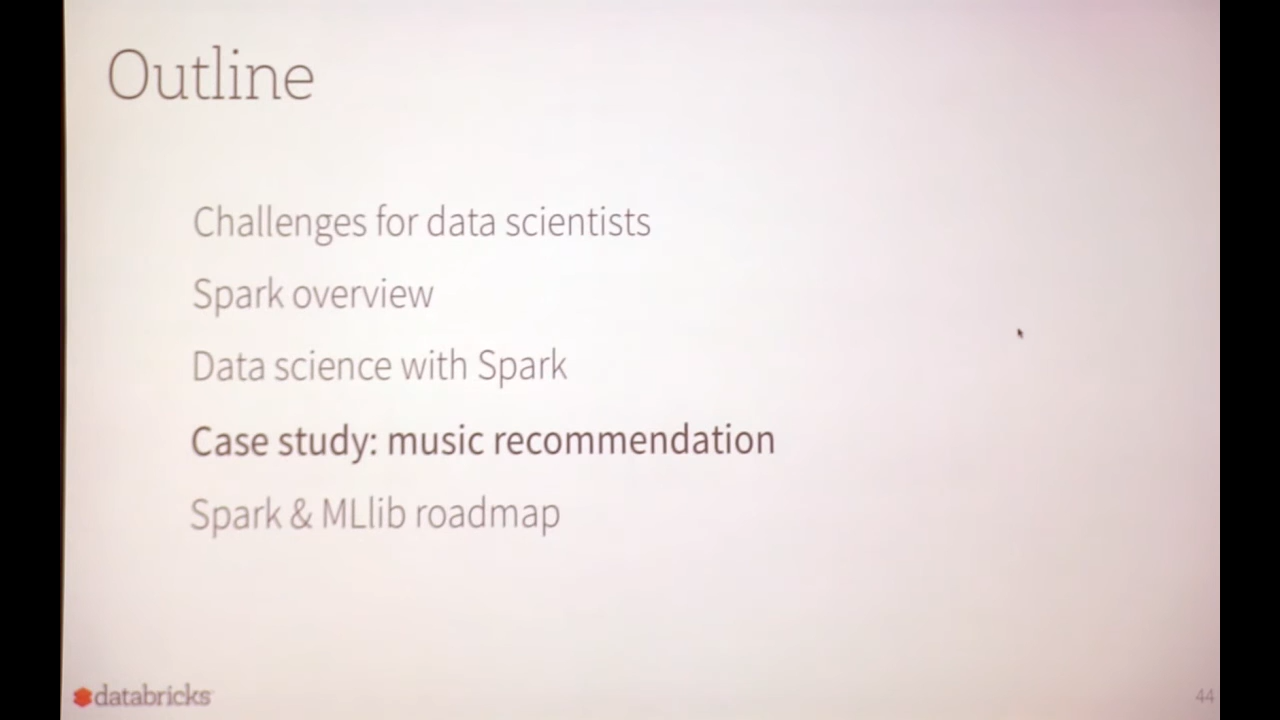 Outline
Challenges for data scientists
Spark overview
Data science with Spark
Case study: music recommendation
Spark & MLlib roadmap
databricks
44